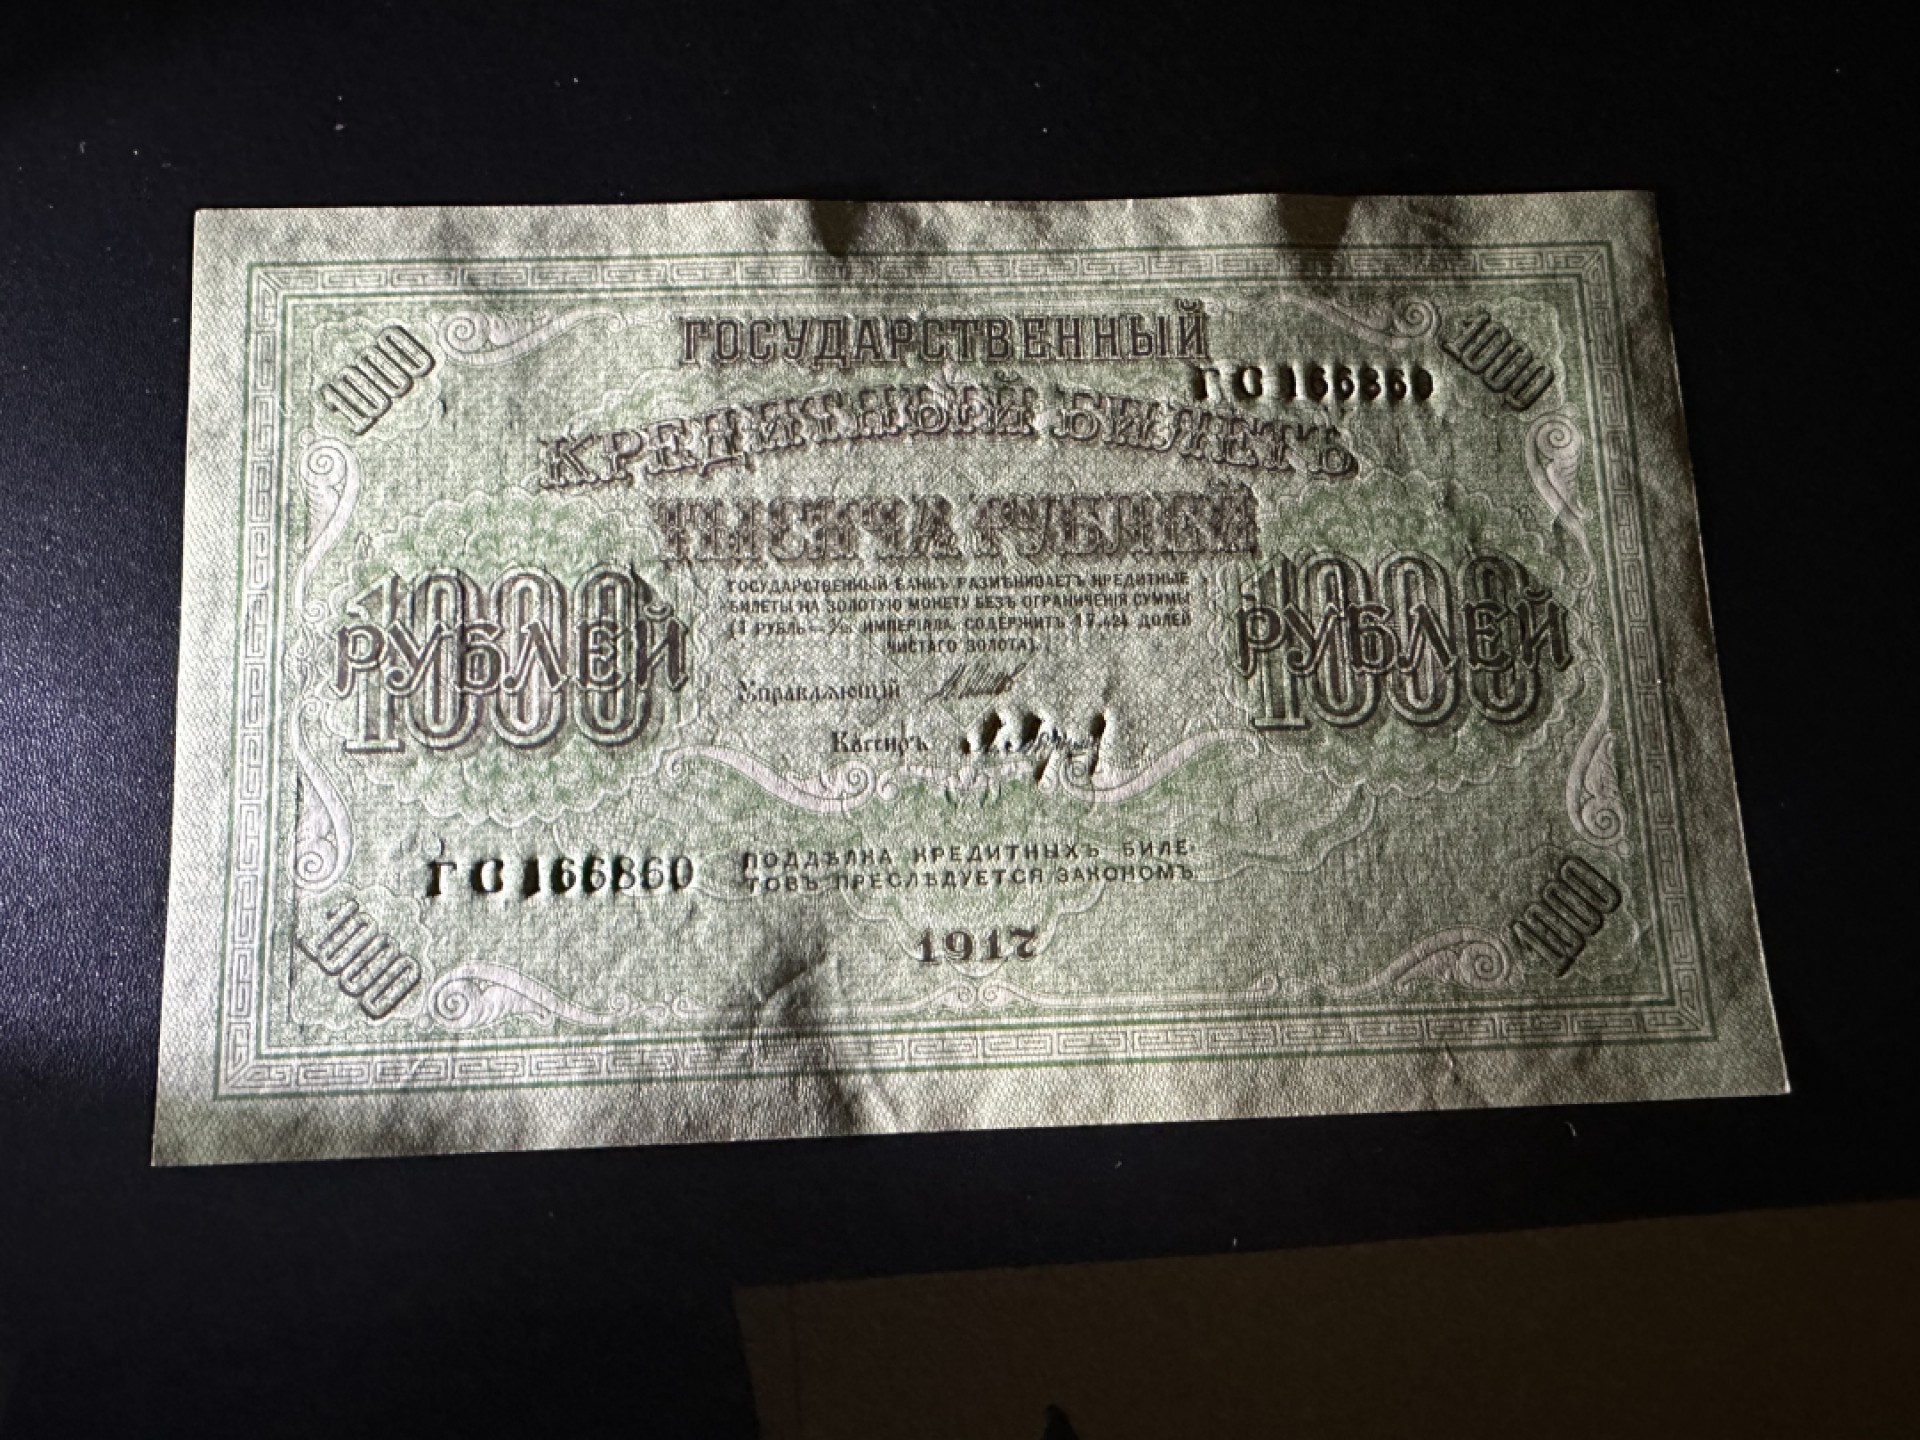 1000
ГОСУДАРСТВЕННЫЙ
1000
ГС 166860
КРЕДИТНЫЙ БИЛЕТЪ
ТЫСЯЧА РУБЛЕЙ
1000
РУБЛЕЙ
ГОСУДАРСТВЕННЫЙ БАНКЪ РАЗМѢНИВАЕТЪ КРЕДИТНЫЕ
БИЛЕТЫ НА ЗОЛОТУЮ МОНЕТУ БЕЗЪ ОГРАНИЧЕНІЯ СУММЫ
(1 РУБЛЬ = 1/15 ИМПЕРІАЛА, СОДЕРЖИТЪ 17,424 ДОЛЕЙ
ЧИСТАГО ЗОЛОТА).
1000
РУБЛЕЙ
Управляющій
Кассиръ
ГС 166860
ПОДДѢЛКА КРЕДИТНЫХЪ БИЛЕ-
ТОВЪ ПРЕСЛѢДУЕТСЯ ЗАКОНОМЪ.
1000
1917
1000